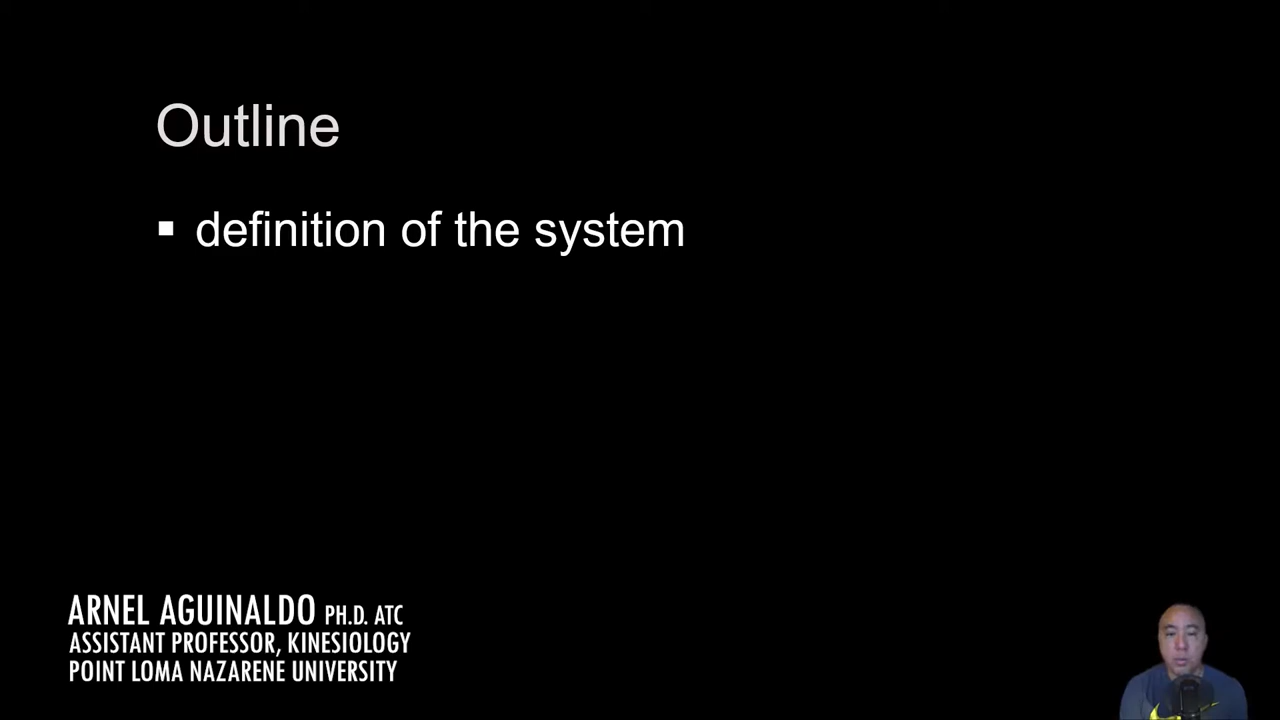 Outline
▪ definition of the system
ARNEL AGUINALDO PH.D. ATC
ASSISTANT PROFESSOR, KINESIOLOGY
POINT LOMA NAZARENE UNIVERSITY